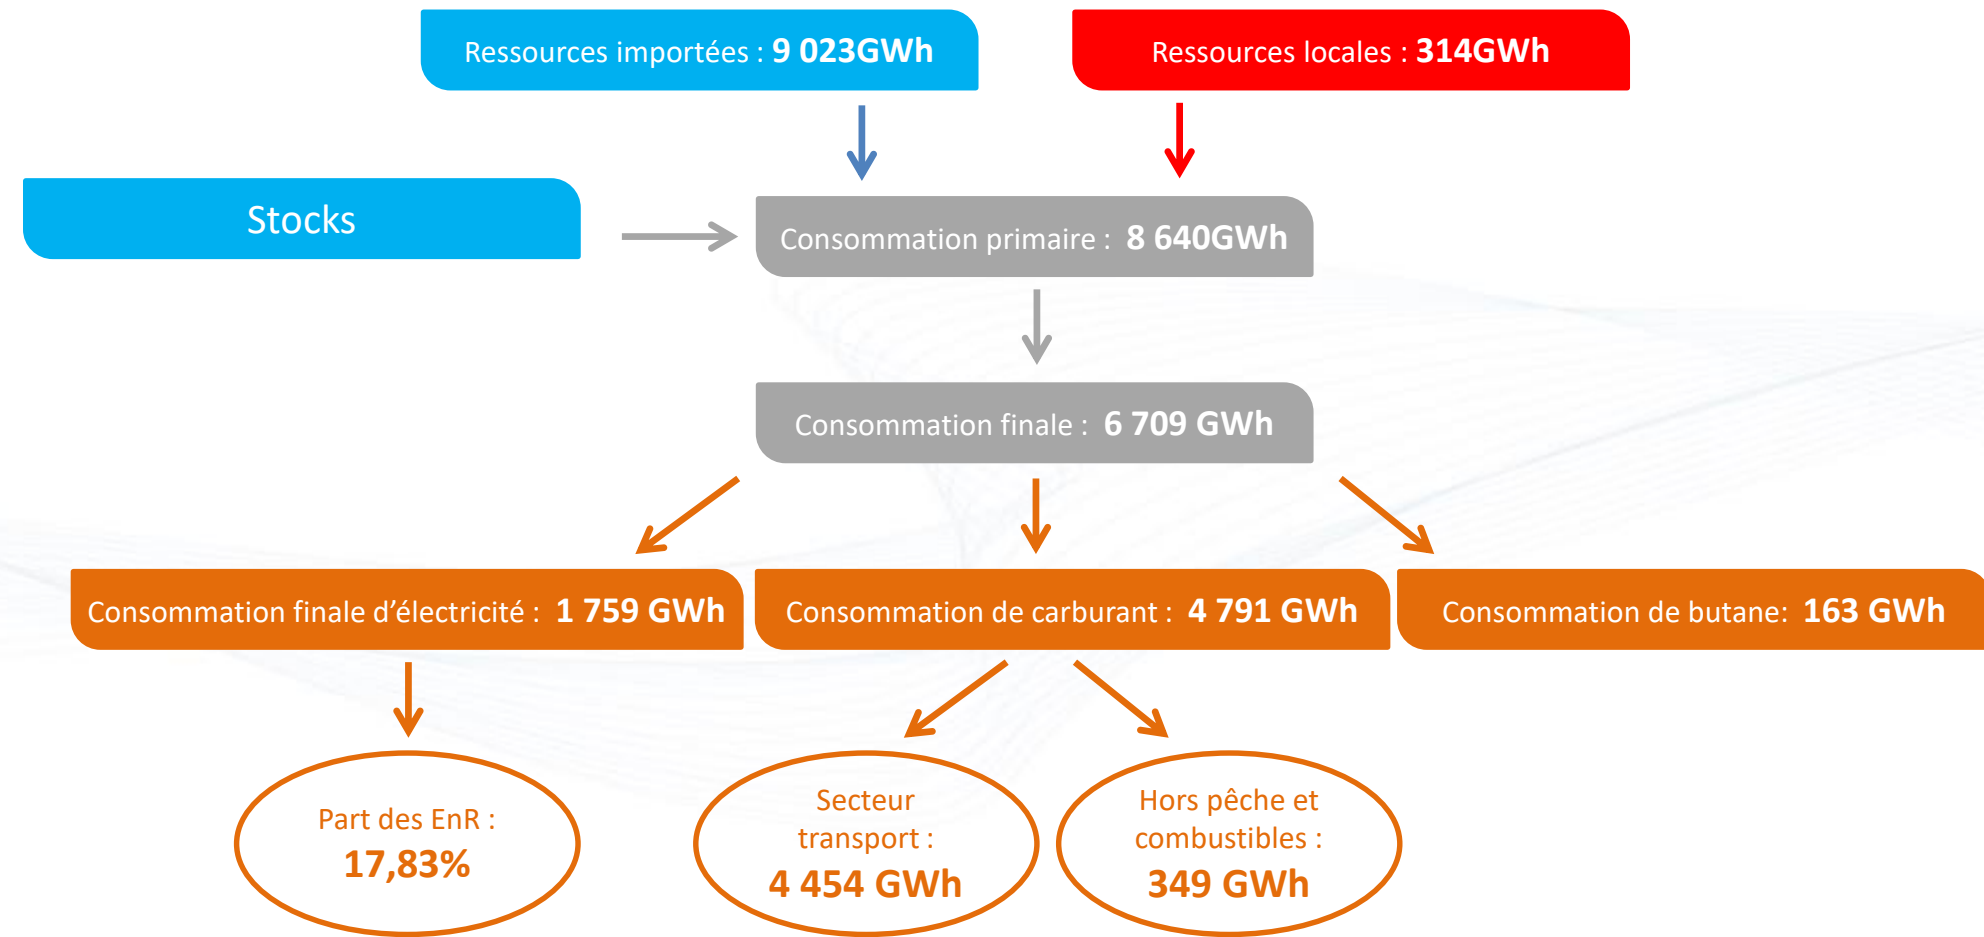 Ressources importées : 9 023GWh
Ressources locales : 314GWh
Stocks
Consommation primaire : 8 640GWh
Consommation finale : 6 709 GWh
Consommation finale d’électricité : 1 759 GWh
Consommation de carburant : 4 791 GWh
Consommation de butane: 163 GWh
Part des EnR :
17,83%
Secteur
transport :
4 454 GWh
Hors pêche et
combustibles :
349 GWh